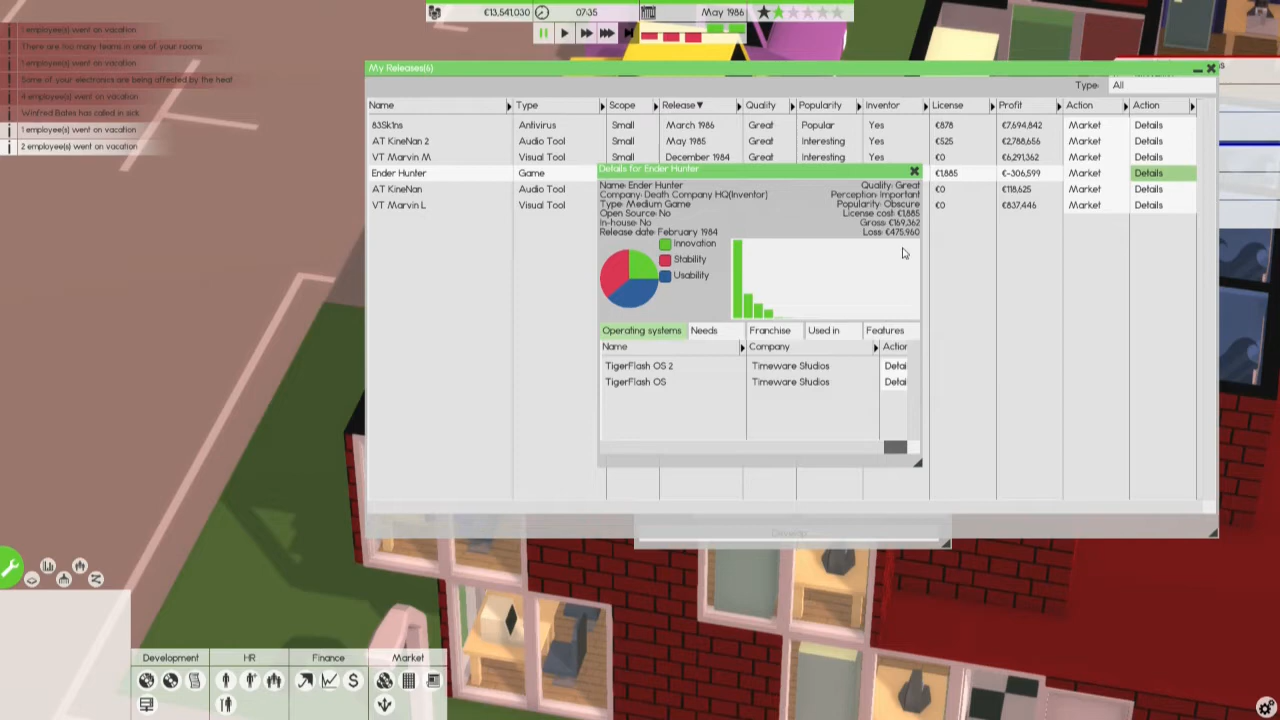 €13,541,030 07:35 May 1986
1 employee(s) went on vacation
There are too many teams in one of your rooms
1 employee(s) went on vacation
Some of your electronics are being affected by the heat
4 employee(s) went on vacation
Winfred Bates has called in sick
1 employee(s) went on vacation
2 employee(s) went on vacation
My Releases(6)
Type: All
Name Type Scope Release▼ Quality Popularity Inventor License Profit Action Action
83Sk1ns Antivirus Small March 1986 Great Popular Yes €878 €7,694,842 Market Details
AT KineNan 2 Audio Tool Small May 1985 Great Interesting Yes €525 €2,788,656 Market Details
VT Marvin M Visual Tool Small December 1984 Great Interesting Yes €0 €6,291,362 Market Details
Ender Hunter Game €1,885 €-306,599 Market Details
AT KineNan Audio Tool €0 €118,625 Market Details
VT Marvin L Visual Tool €0 €837,446 Market Details
Details for Ender Hunter
Name: Ender Hunter Quality: Great
Company: Death Company HQ(Inventor) Perception: Important
Type: Medium Game Popularity: Obscure
Open Source: No License cost: €1,885
In-house: No Gross: €169,362
Release date: February 1984 Loss: €475,960
Innovation
Stability
Usability
Operating systems Needs Franchise Used in Features
Name Company Action
TigerFlash OS 2 Timeware Studios Detai
TigerFlash OS Timeware Studios Detai
Development HR Finance Market